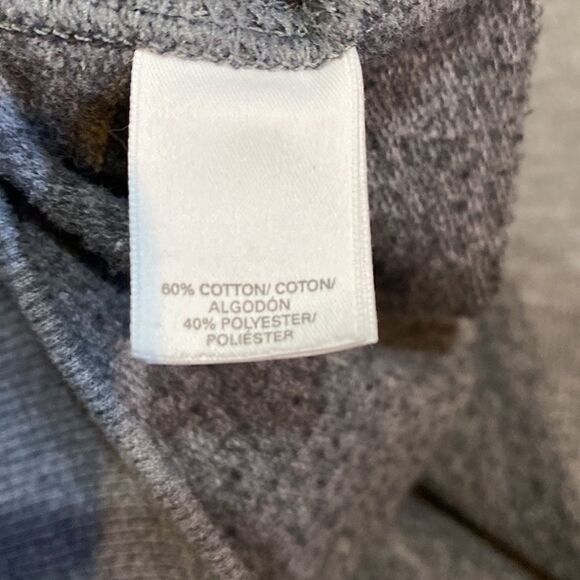 60% COTTON/ COTON/
ALGODÓN
40% POLYESTER/
POLIÉSTER